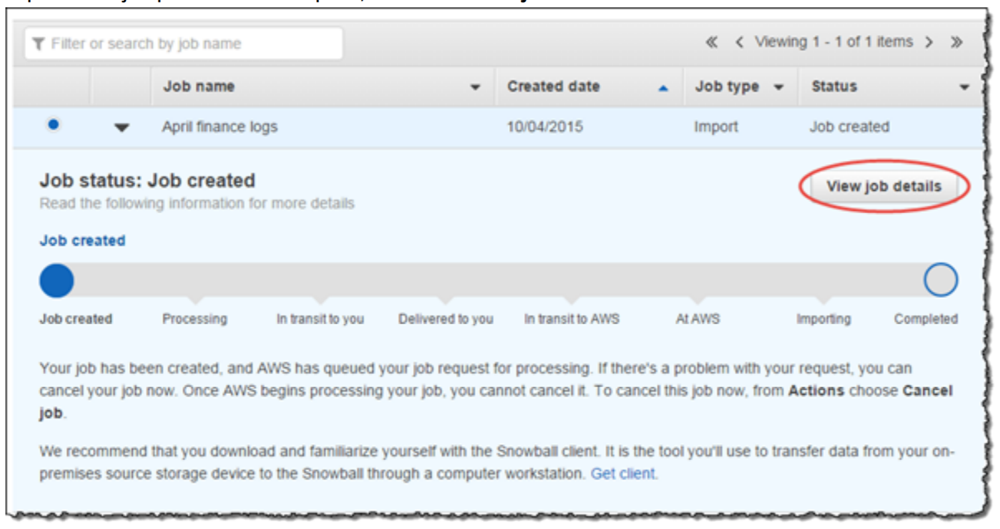 Filter or search by job name
Viewing 1 - 1 of 1 items
Job name Created date Job type Status
April finance logs 10/04/2015 Import Job created
Job status: Job created
View job details
Read the following information for more details
Job created
Job created Processing In transit to you Delivered to you In transit to AWS At AWS Importing Completed
Your job has been created, and AWS has queued your job request for processing. If there's a problem with your request, you can
cancel your job now. Once AWS begins processing your job, you cannot cancel it. To cancel this job now, from Actions choose Cancel
job.
We recommend that you download and familiarize yourself with the Snowball client. It is the tool you'll use to transfer data from your on-
premises source storage device to the Snowball through a computer workstation. Get client.